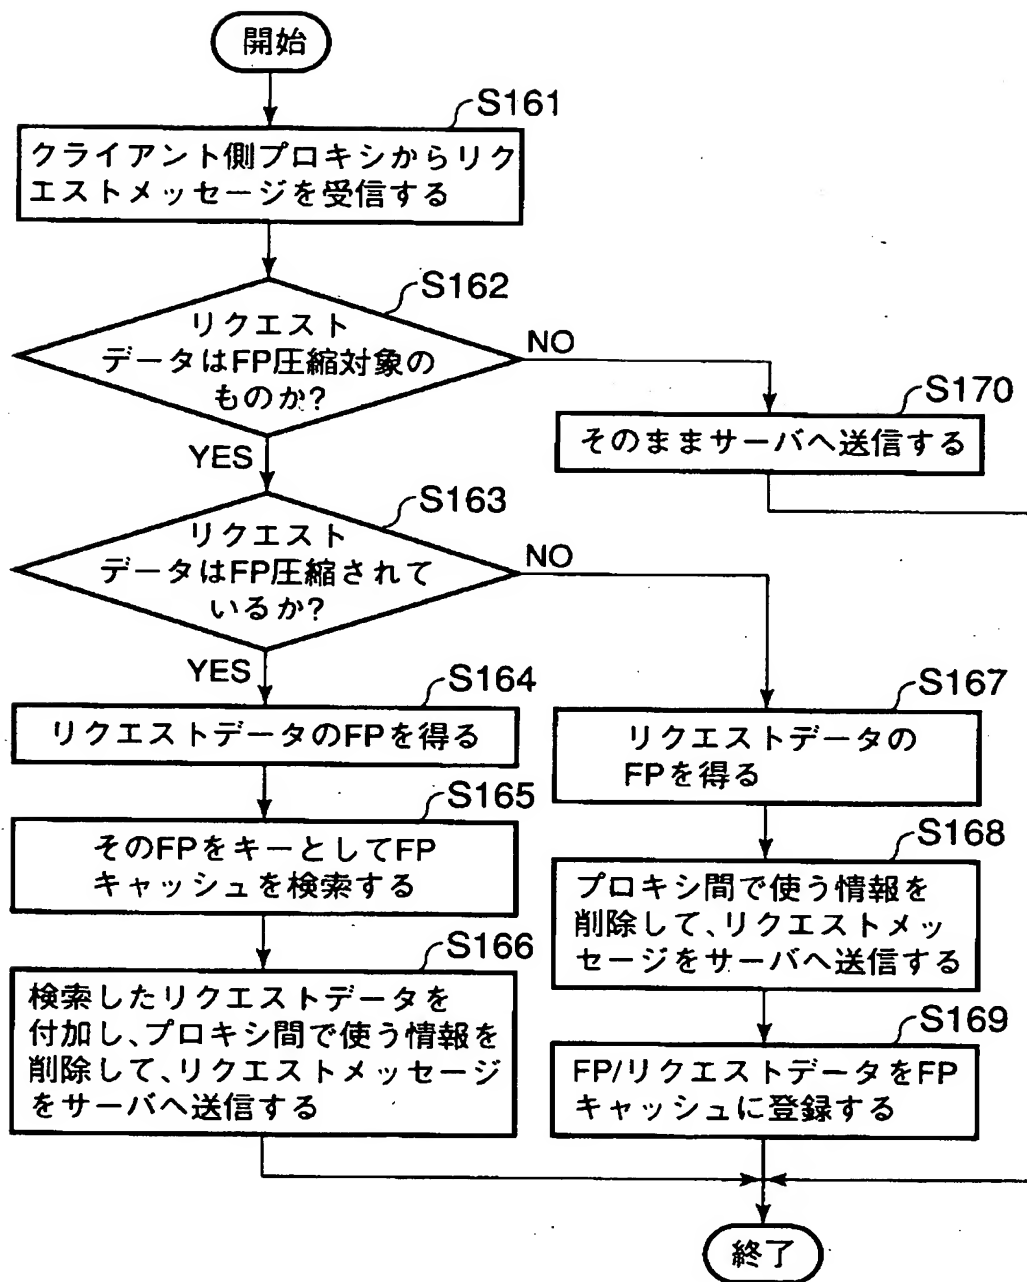 開始
S161
クライアント側プロキシからリク
エストメッセージを受信する
S162
リクエスト
データはFP圧縮対象の
ものか?
NO
YES
S170
そのままサーバへ送信する
S163
リクエスト
データはFP圧縮されて
いるか?
NO
YES
S164
リクエストデータのFPを得る
S165
そのFPをキーとしてFP
キャッシュを検索する
S166
検索したリクエストデータを
付加し、プロキシ間で使う情報を
削除して、リクエストメッセージ
をサーバへ送信する
S167
リクエストデータの
FPを得る
S168
プロキシ間で使う情報を
削除して、リクエストメッ
セージをサーバへ送信する
S169
FP/リクエストデータをFP
キャッシュに登録する
終了